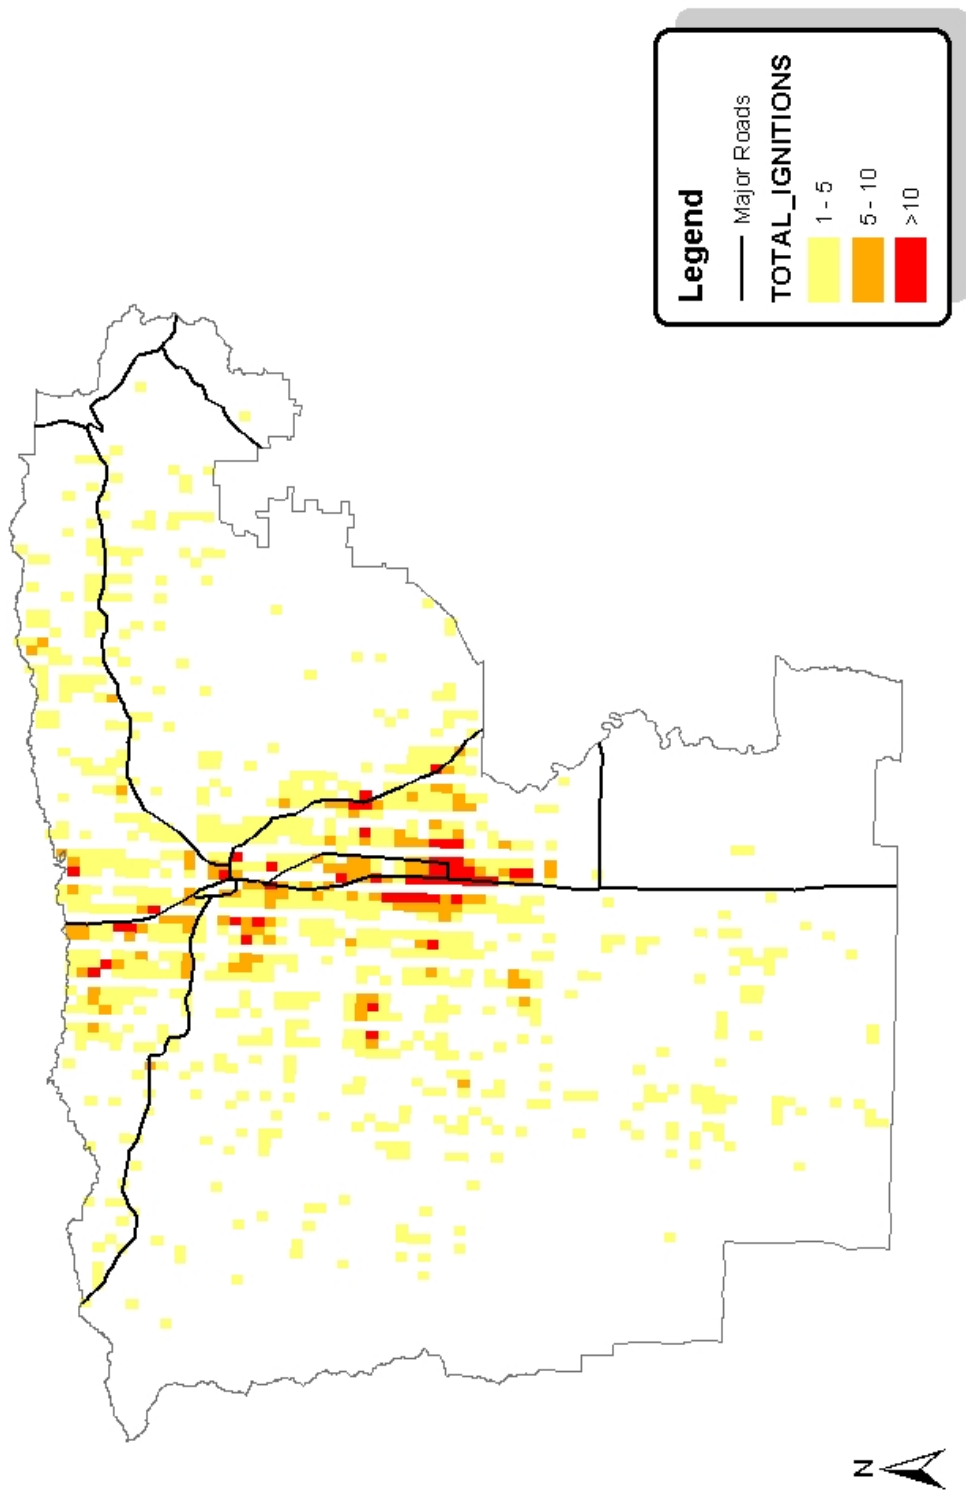 Legend
Major Roads
TOTAL_IGNITIONS
1 - 5
5 - 10
>10
N